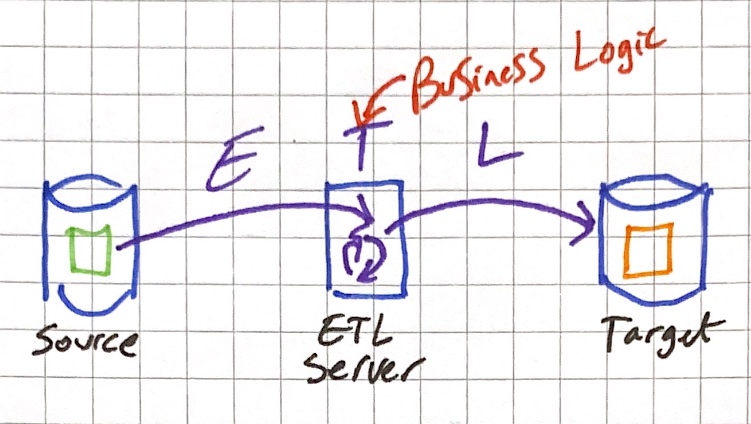 Business Logic
E
T
L
Source
ETL
Server
Target